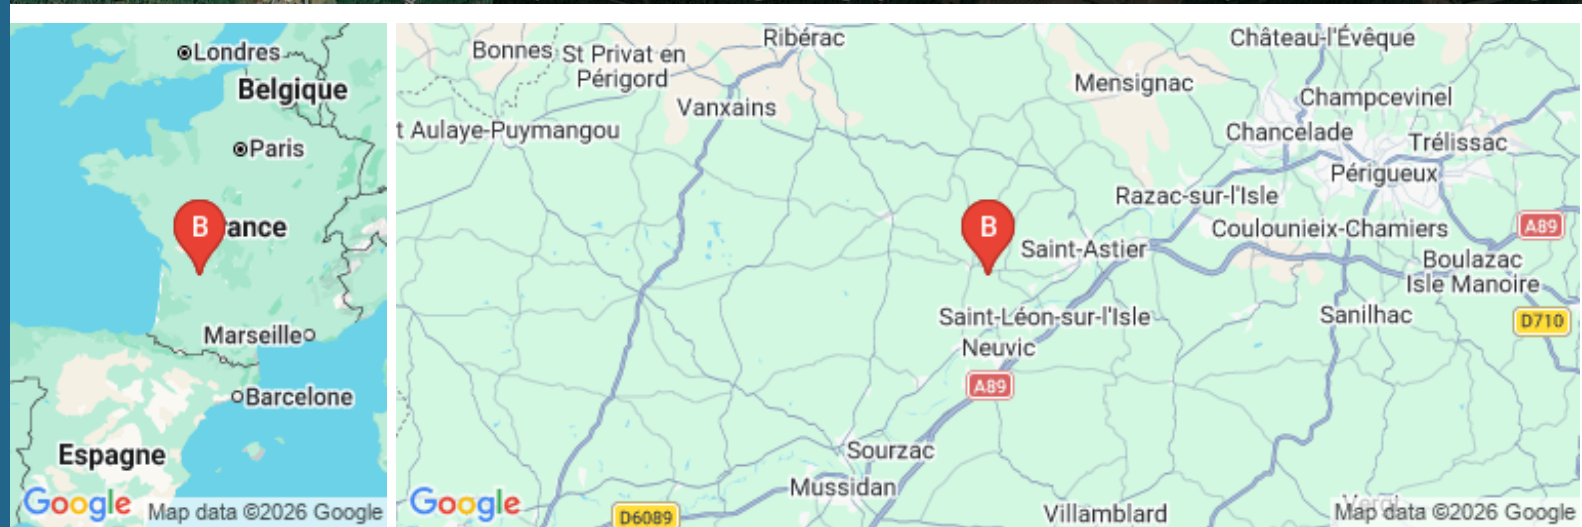 Londres
Belgique
Paris
B
rance
Marseille
Barcelone
Espagne
Google
Map data ©2026 Google
Bonnes
St Privat en
Périgord
Ribérac
Château-l'Évêque
Mensignac
Vanxains
Champcevinel
t Aulaye-Puymangou
Chancelade
Trélissac
Périgueux
Razac-sur-l'Isle
B
Saint-Astier
Coulounieix-Chamiers
A89
Boulazac
Isle Manoire
Saint-Léon-sur-l'Isle
Sanilhac
D710
Neuvic
A89
Sourzac
Mussidan
Villamblard
D6089
Google
Map data ©2026 Google